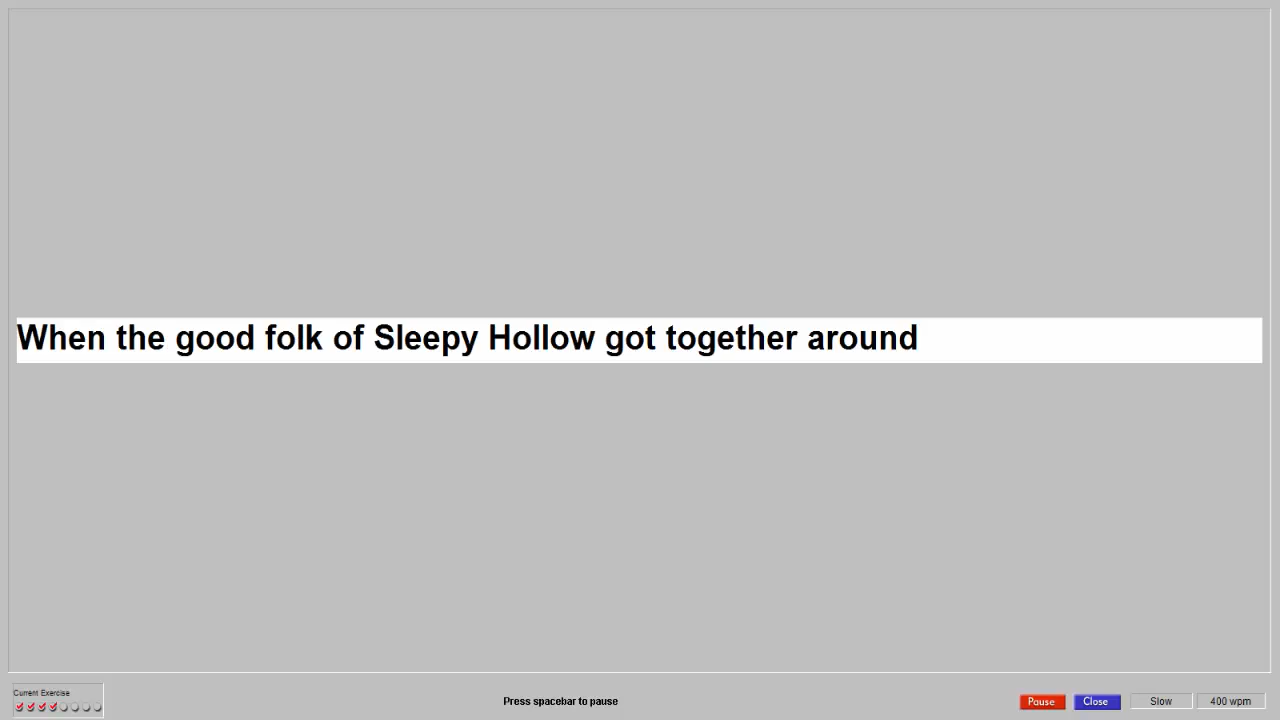 When the good folk of Sleepy Hollow got together around
Current Exercise
Press spacebar to pause
Pause
Close
Slow
400 wpm